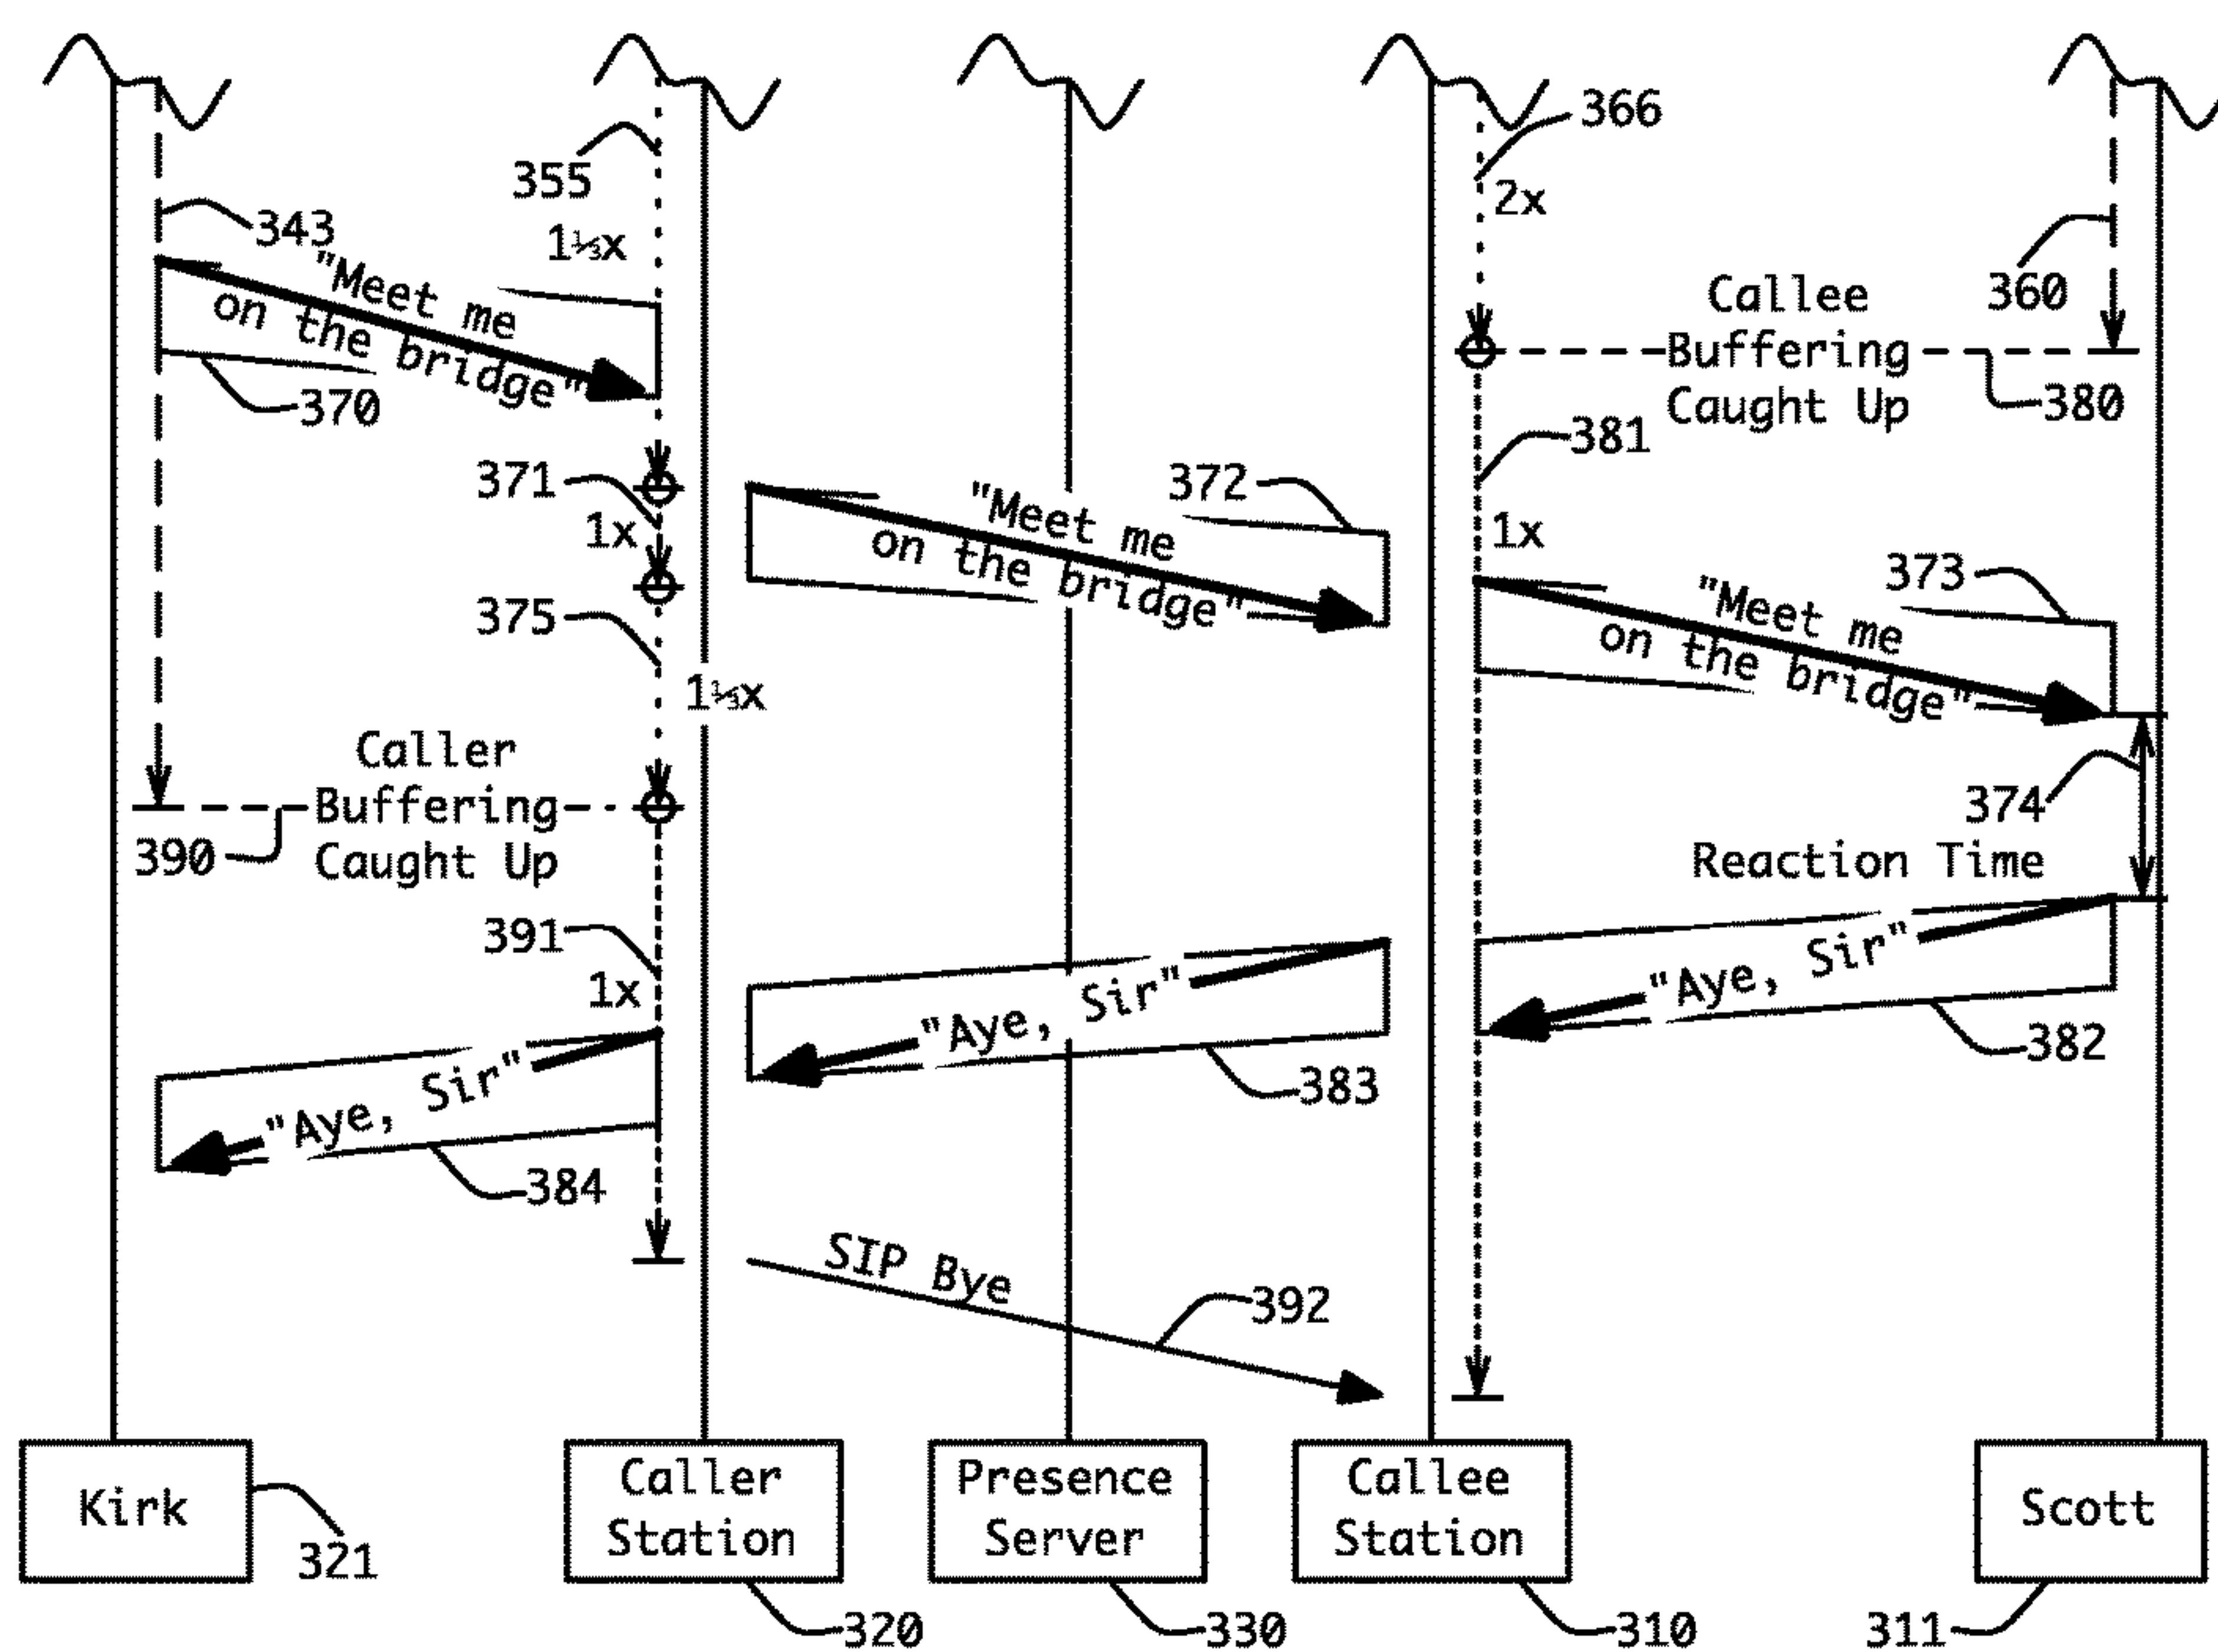 366
355
2x
343
1⅓x
360
"Meet me
on the bridge"
Callee
Buffering
Caught Up
370
380
381
371
1x
372
"Meet me
on the bridge"
1x
373
"Meet me
on the bridge"
375
1⅓x
Caller
Buffering
Caught Up
390
374
Reaction Time
391
1x
"Aye, Sir"
382
"Aye, Sir"
383
"Aye, Sir"
384
SIP Bye
392
Kirk
321
Caller
Station
320
Presence
Server
330
Callee
Station
310
Scott
311